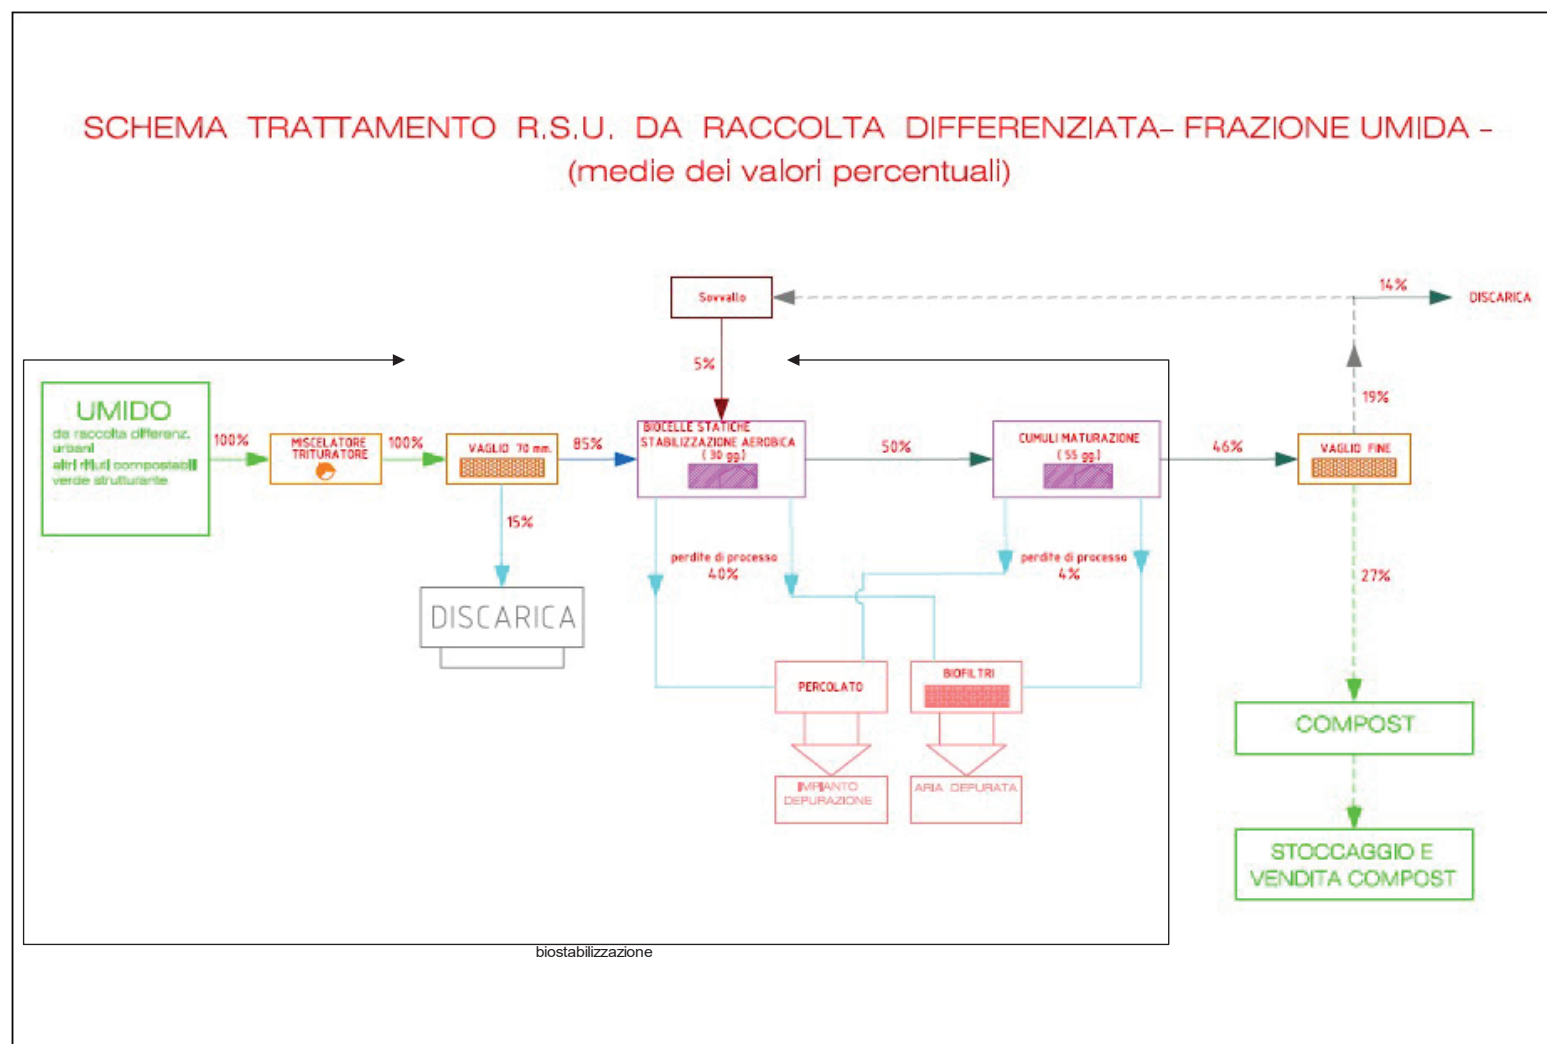 SCHEMA TRATTAMENTO R.S.U. DA RACCOLTA DIFFERENZIATA- FRAZIONE UMIDA -
(medie dei valori percentuali)
Sovvallo
14%
DISCARICA
5%
19%
UMIDO
da raccolta differenz.
urbani
altri rifiuti compostabili
verde strutturante
100%
MISCELATORE
TRITURATORE
100%
VAGLIO 70 mm.
85%
BIOCELLE STATICHE
STABILIZZAZIONE AEROBICA
( 30 gg.)
50%
CUMULI MATURAZIONE
( 55 gg.)
46%
VAGLIO FINE
15%
perdite di processo
40%
perdite di processo
4%
27%
DISCARICA
PERCOLATO
BIOFILTRI
COMPOST
IMPIANTO
DEPURAZIONE
ARIA DEPURATA
STOCCAGGIO E
VENDITA COMPOST
biostabilizzazione